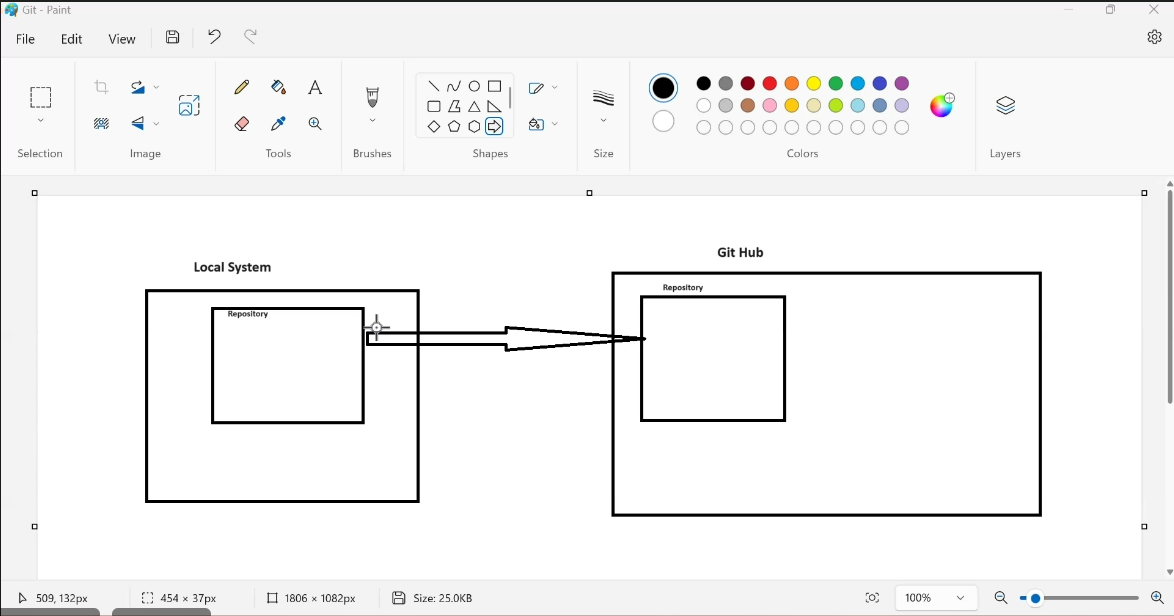 Git - Paint
File Edit View
Selection Image Tools Brushes Shapes Size Colors Layers
Git Hub
Local System
Repository
Repository
509, 132px 454 × 37px 1806 × 1082px Size: 25.0KB 100%